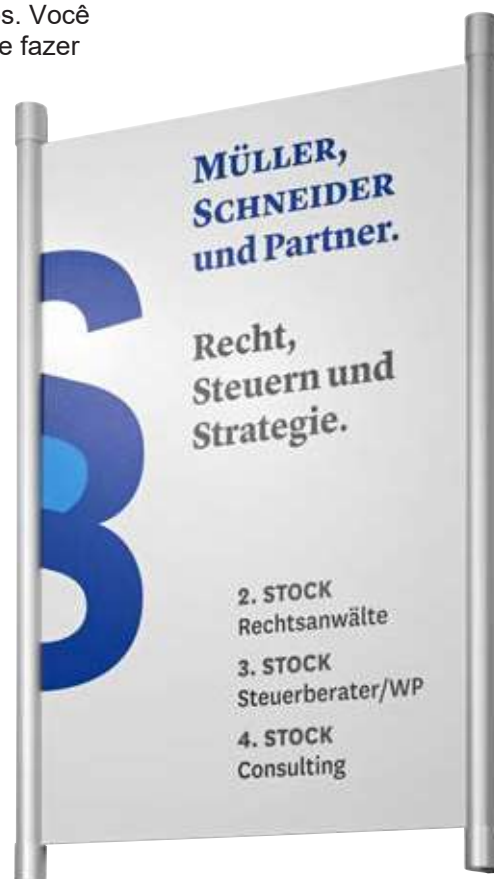 s. Você
e fazer
MÜLLER,
SCHNEIDER
und Partner.
Recht,
Steuern und
Strategie.
§
2. STOCK
Rechtsanwälte
3. STOCK
Steuerberater/WP
4. STOCK
Consulting